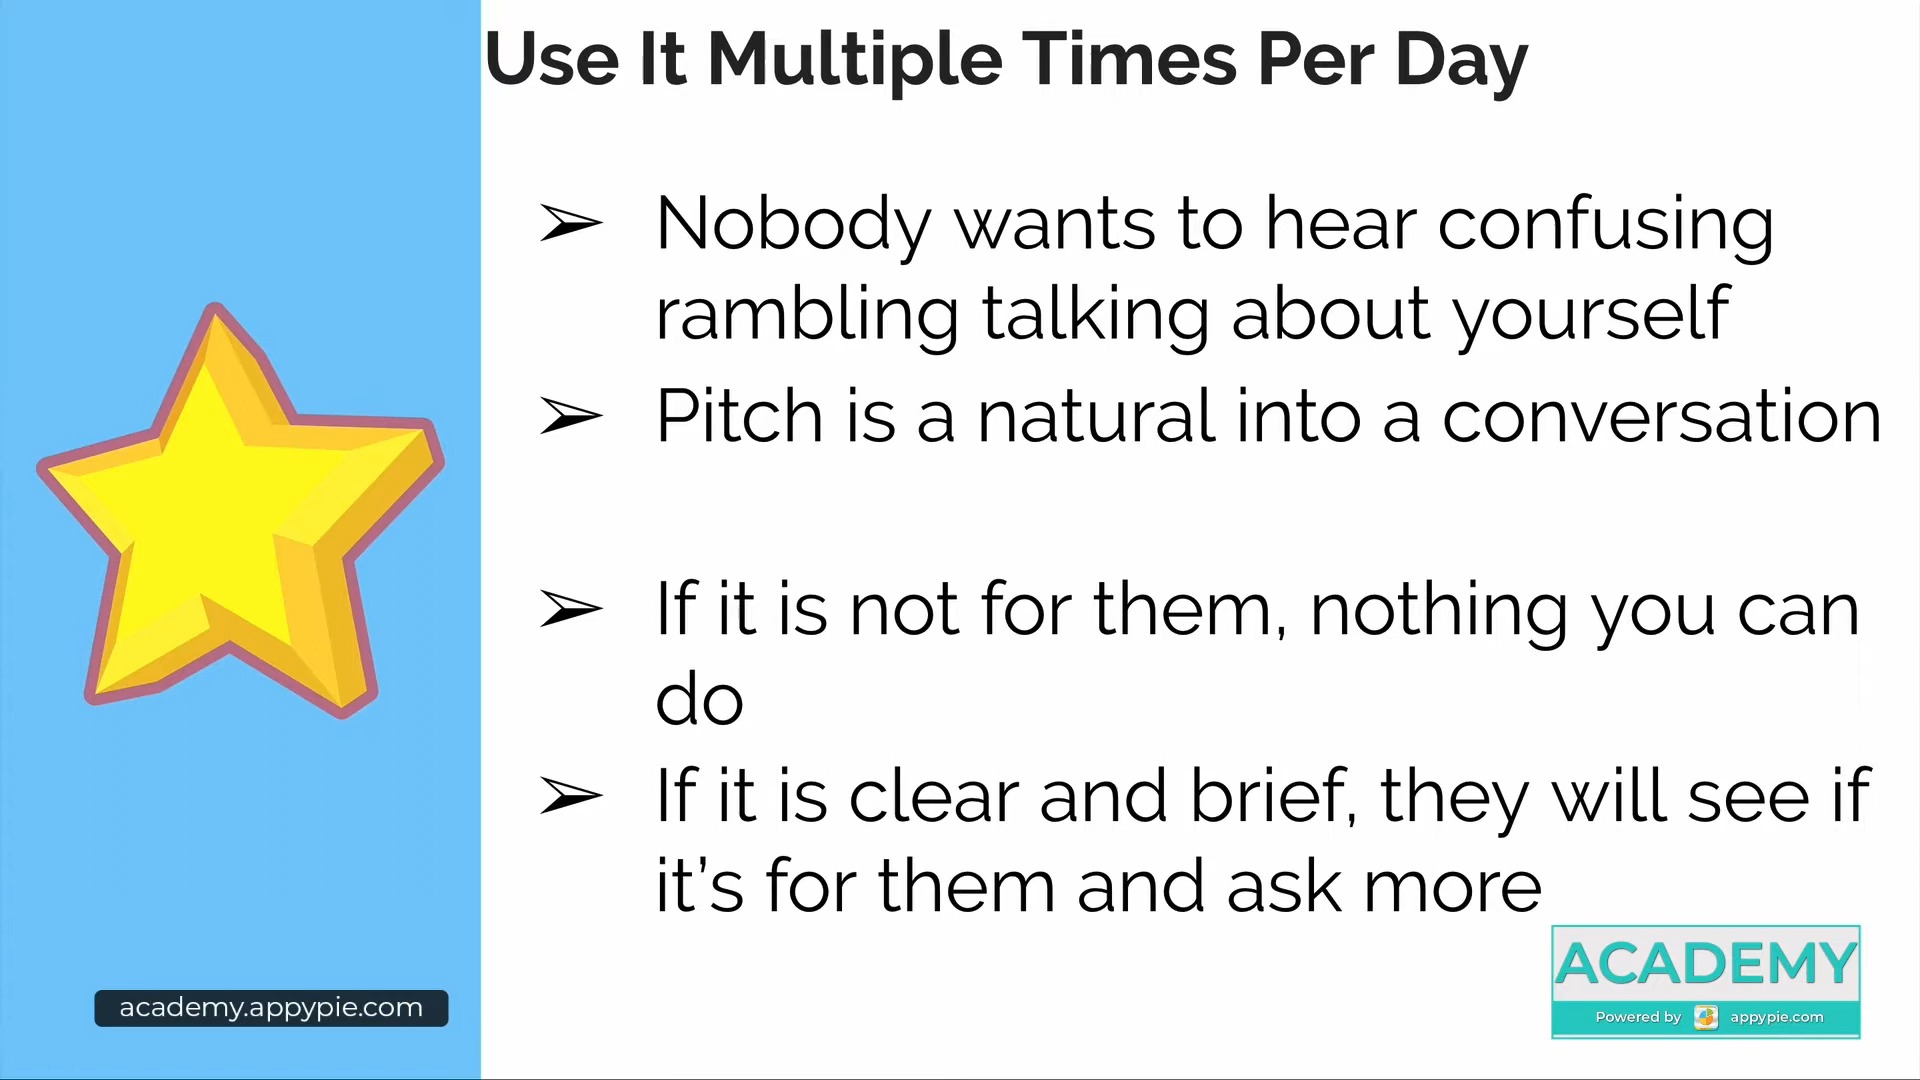 Use It Multiple Times Per Day
➢ Nobody wants to hear confusing
rambling talking about yourself
➢ Pitch is a natural into a conversation
➢ If it is not for them, nothing you can
do
➢ If it is clear and brief, they will see if
it’s for them and ask more
academy.appypie.com
ACADEMY
Powered by appypie.com